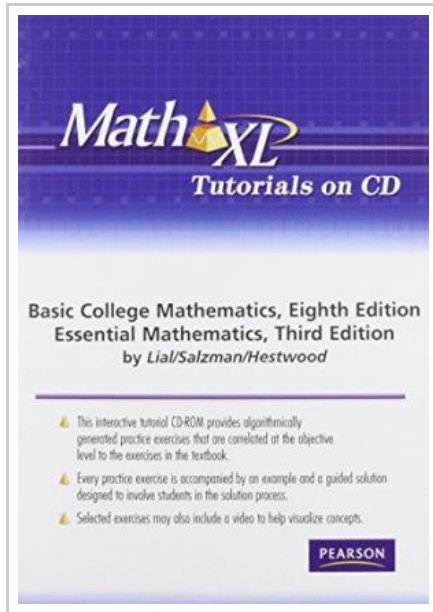 Math XL
Tutorials on CD
Basic College Mathematics, Eighth Edition
Essential Mathematics, Third Edition
by Lial/Salzman/Hestwood
This interactive tutorial CD-ROM provides algorithmically
generated practice exercises that are correlated at the objective
level to the exercises in the textbook.
Every practice exercise is accompanied by an example and a guided solution
designed to involve students in the solution process.
Selected exercises may also include a video to help visualize concepts.
PEARSON